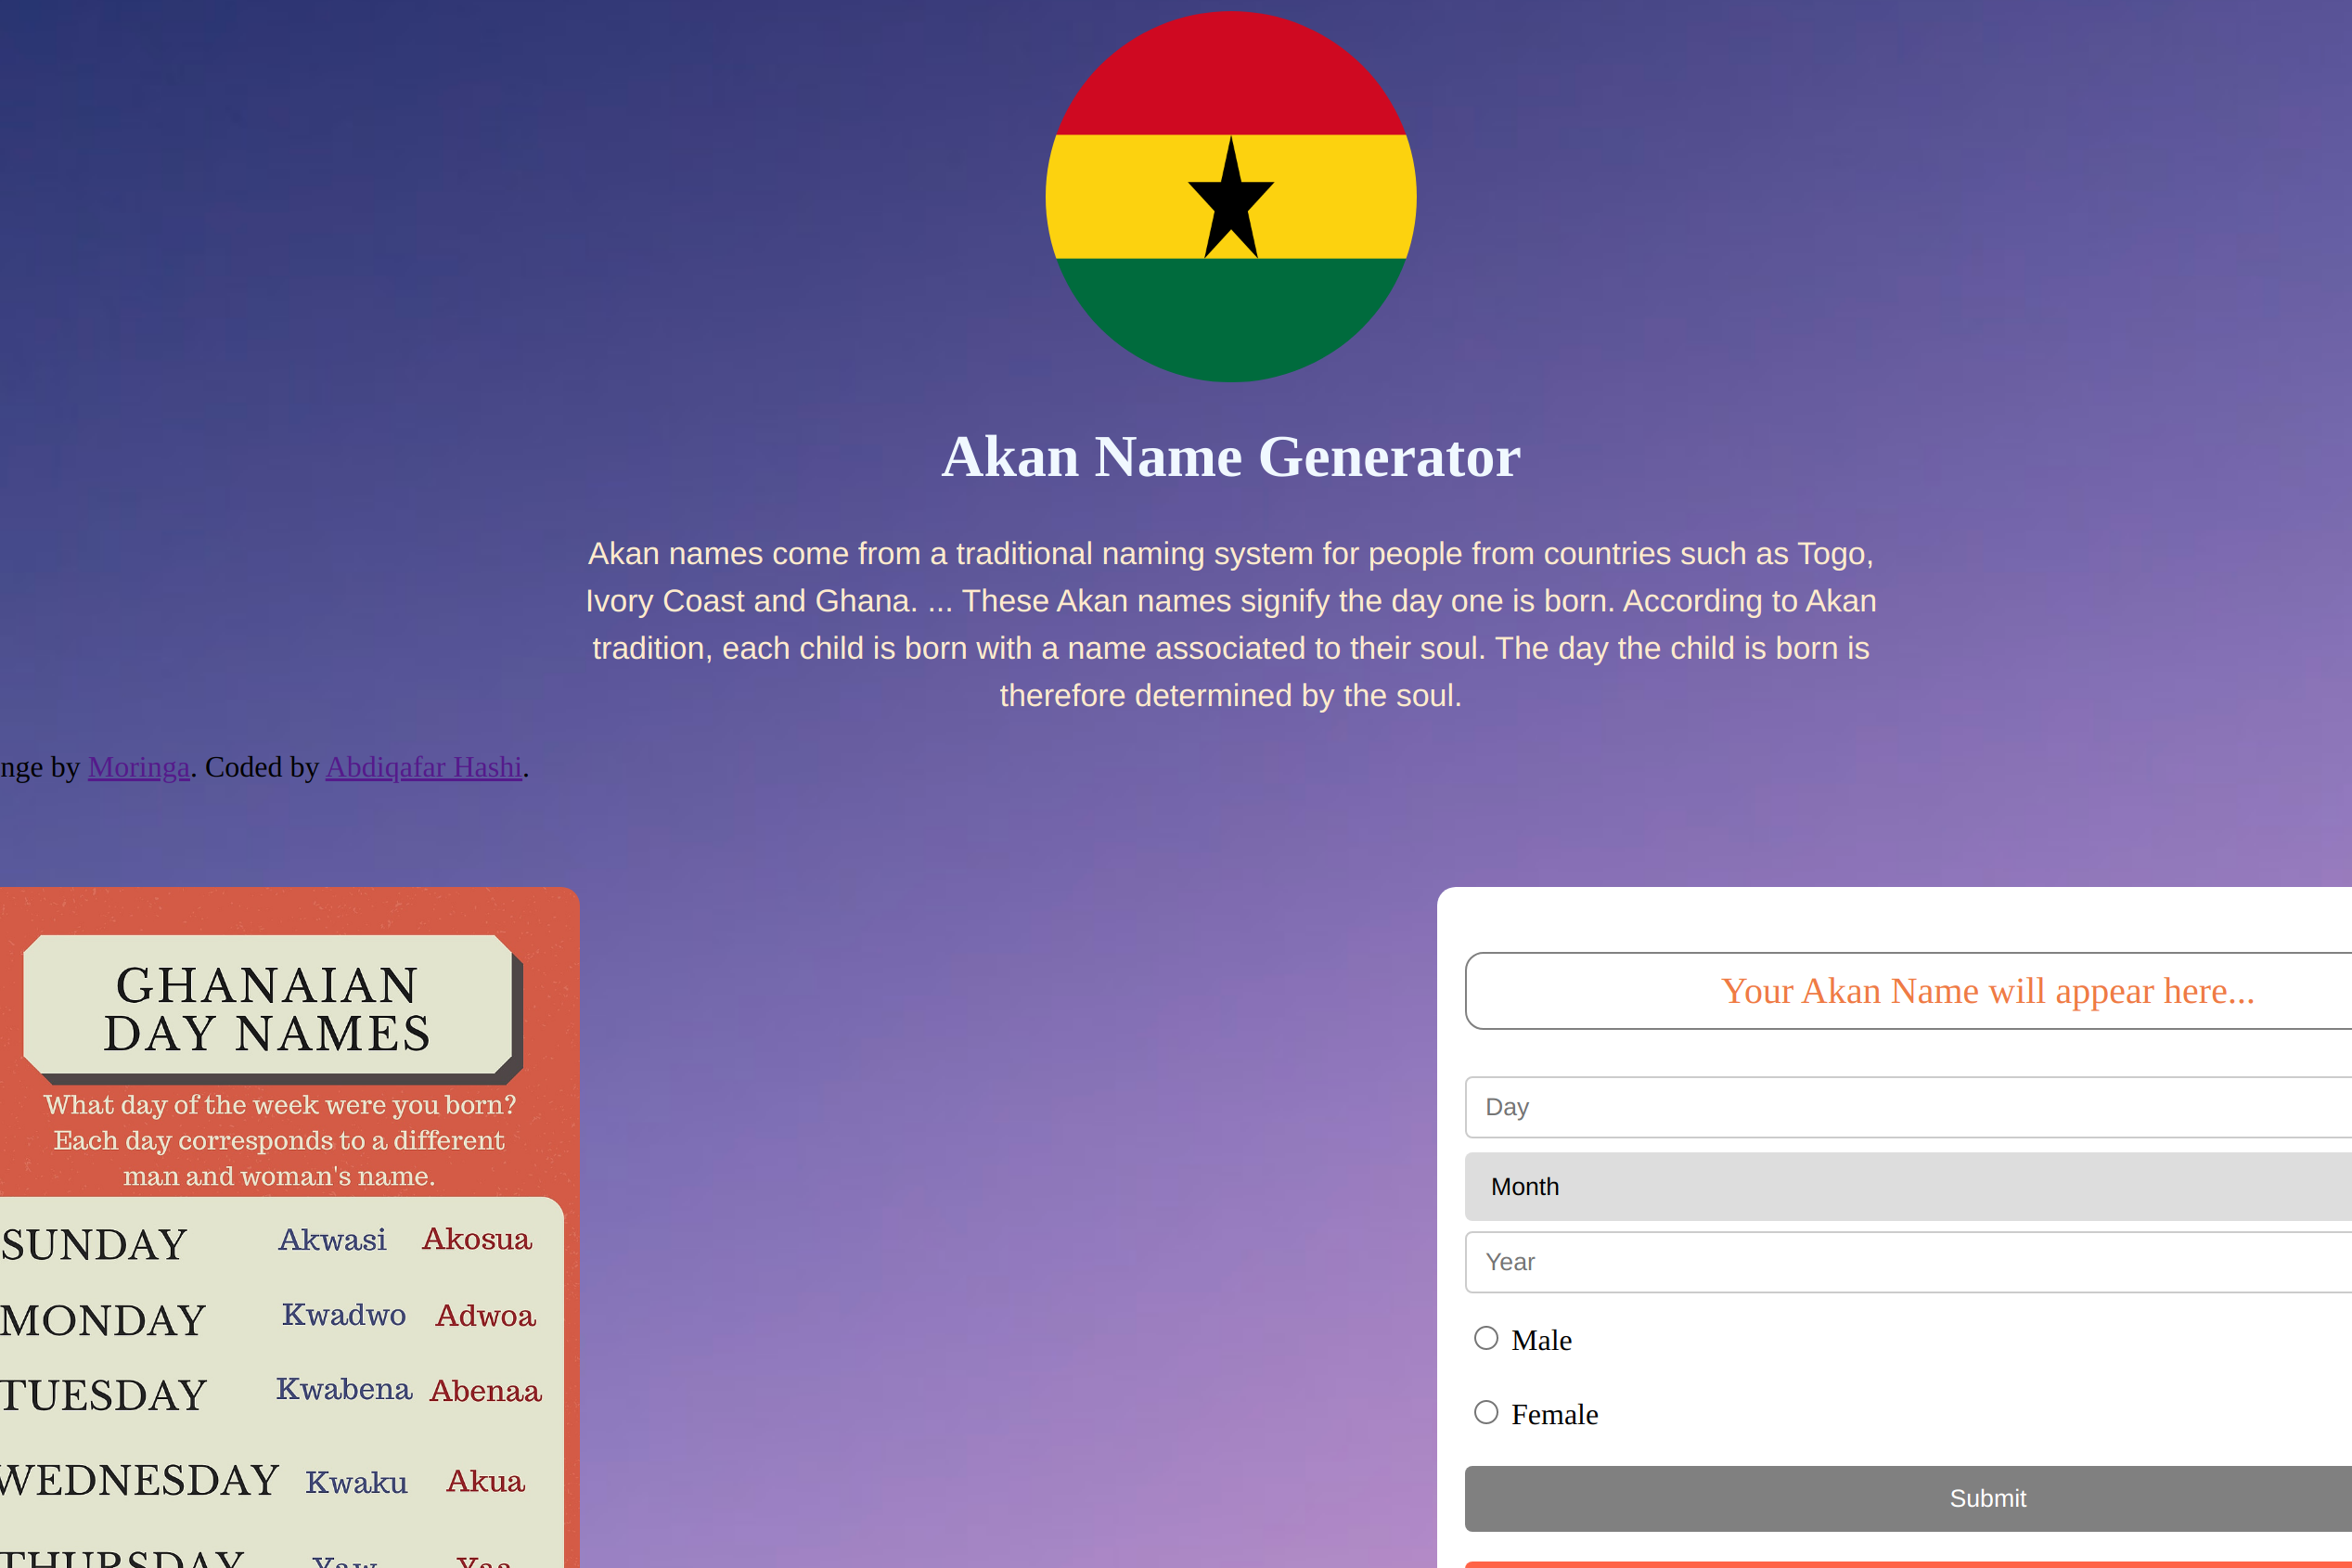 Akan Name Generator
Akan names come from a traditional naming system for people from countries such as Togo,
Ivory Coast and Ghana. ... These Akan names signify the day one is born. According to Akan
tradition, each child is born with a name associated to their soul. The day the child is born is
therefore determined by the soul.
nge by Moringa. Coded by Abdiqafar Hashi.
GHANAIAN
DAY NAMES
What day of the week were you born?
Each day corresponds to a different
man and woman's name.
SUNDAY Akwasi Akosua
MONDAY Kwadwo Adwoa
TUESDAY Kwabena Abenaa
WEDNESDAY Kwaku Akua
THURSDAY Yaw Yaa
Your Akan Name will appear here...
Day
Month
Year
Male
Female
Submit